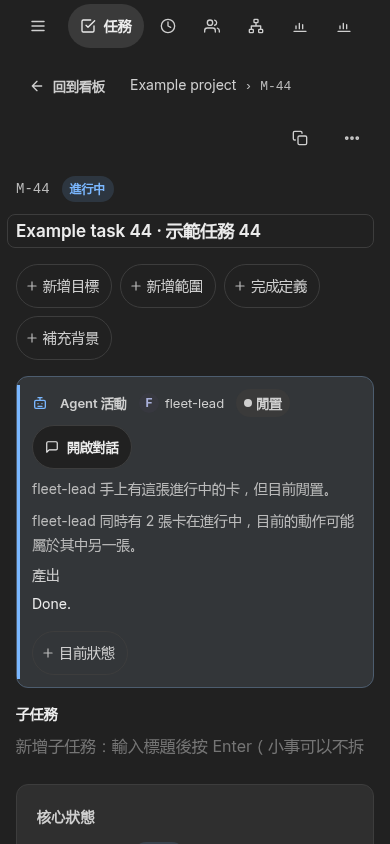 任務
回到看板 Example project › M-44
M-44 進行中
Example task 44 · 示範任務 44
+ 新增目標 + 新增範圍 + 完成定義
+ 補充背景
Agent 活動 F fleet-lead 閒置
開啟對話
fleet-lead 手上有這張進行中的卡，但目前閒置。
fleet-lead 同時有 2 張卡在進行中，目前的動作可能
屬於其中另一張。
產出
Done.
+ 目前狀態
子任務
新增子任務：輸入標題後按 Enter（小事可以不拆
核心狀態